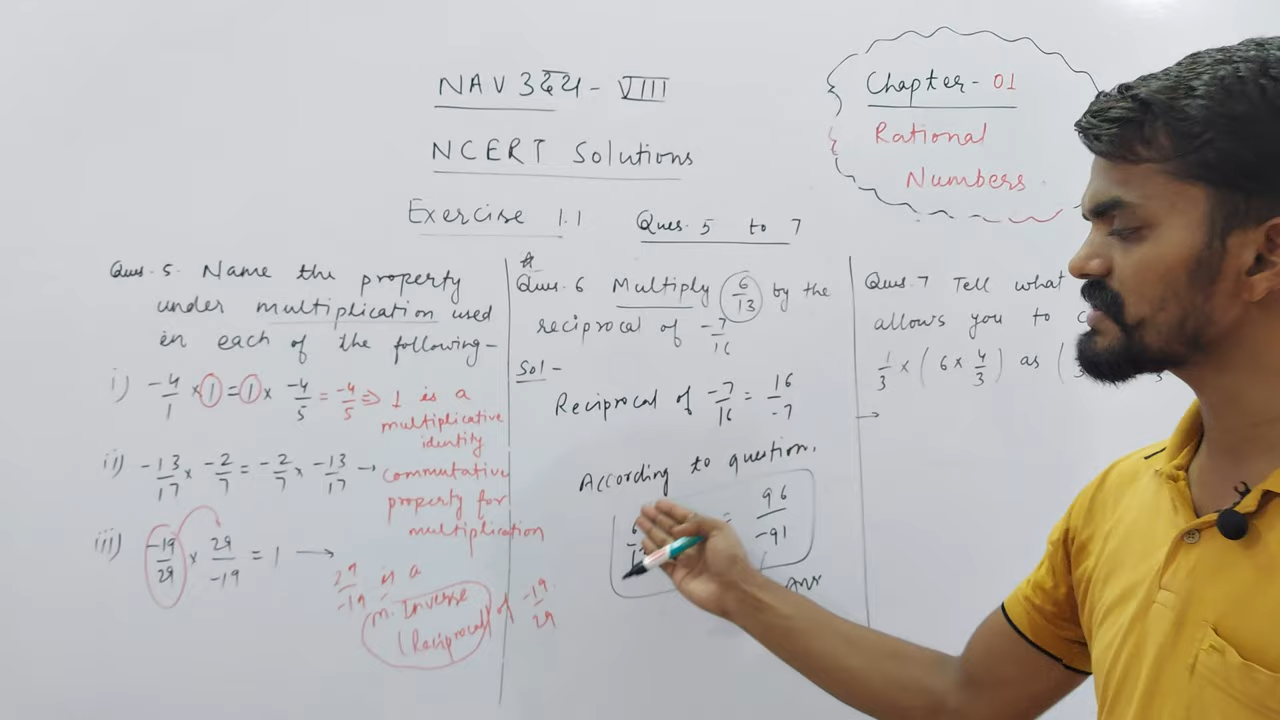 NAV उदय - VIII
NCERT Solutions
Exercise 1.1 Ques. 5 to 7
Chapter - 01
Rational
Numbers
Ques. 5. Name the property
under multiplication used
in each of the following -
i) -4/1 × 1 = 1 × -4/5 = -4/5 => 1 is a
multiplicative
identity
ii) -13/17 × -2/7 = -2/7 × -13/17 → commutative
property for
multiplication
iii) -19/29 × 29/-19 = 1 →
29/-19 is a
m. Inverse
(Reciprocal) of -19/29
Ques. 6 Multiply 6/13 by the
reciprocal of -7/16
Sol -
Reciprocal of -7/16 = 16/-7
According to question,
= 96/-91
Ans
Ques. 7 Tell what
allows you to
1/3 × ( 6 × 4/3 ) as (
→